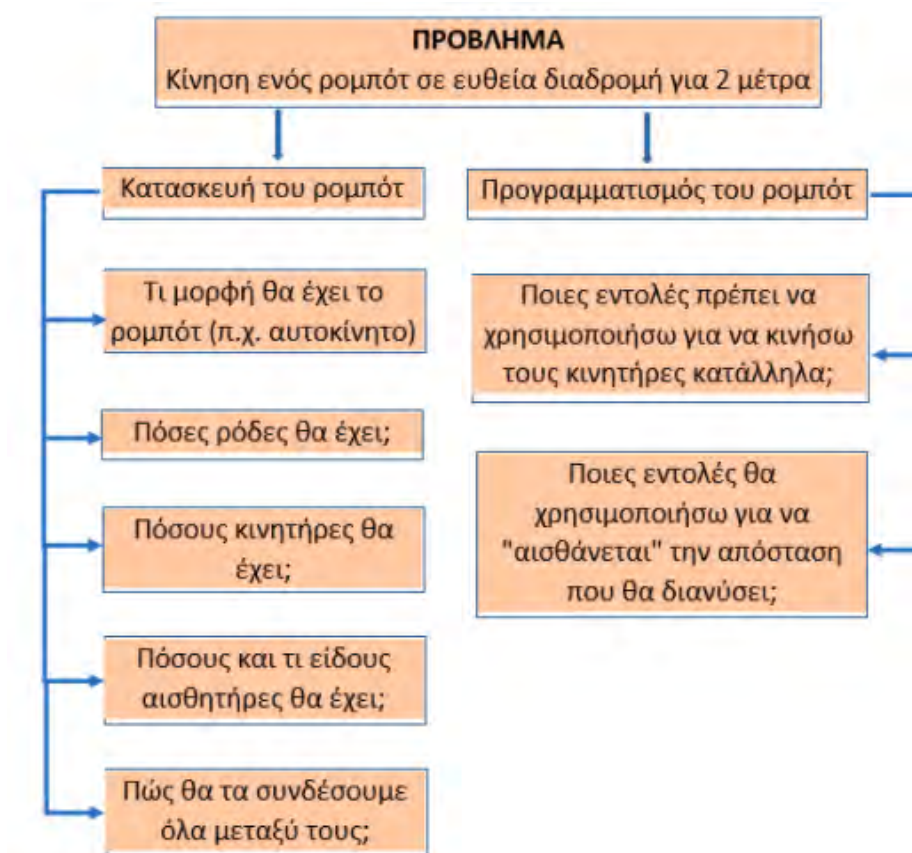 ΠΡΟΒΛΗΜΑ
Κίνηση ενός ρομπότ σε ευθεία διαδρομή για 2 μέτρα
Κατασκευή του ρομπότ
Τι μορφή θα έχει το
ρομπότ (π.χ. αυτοκίνητο)
Πόσες ρόδες θα έχει;
Πόσους κινητήρες θα
έχει;
Πόσους και τι είδους
αισθητήρες θα έχει;
Πώς θα τα συνδέσουμε
όλα μεταξύ τους;
Προγραμματισμός του ρομπότ
Ποιες εντολές πρέπει να
χρησιμοποιήσω για να κινήσω
τους κινητήρες κατάλληλα;
Ποιες εντολές θα
χρησιμοποιήσω για να
"αισθάνεται" την απόσταση
που θα διανύσει;